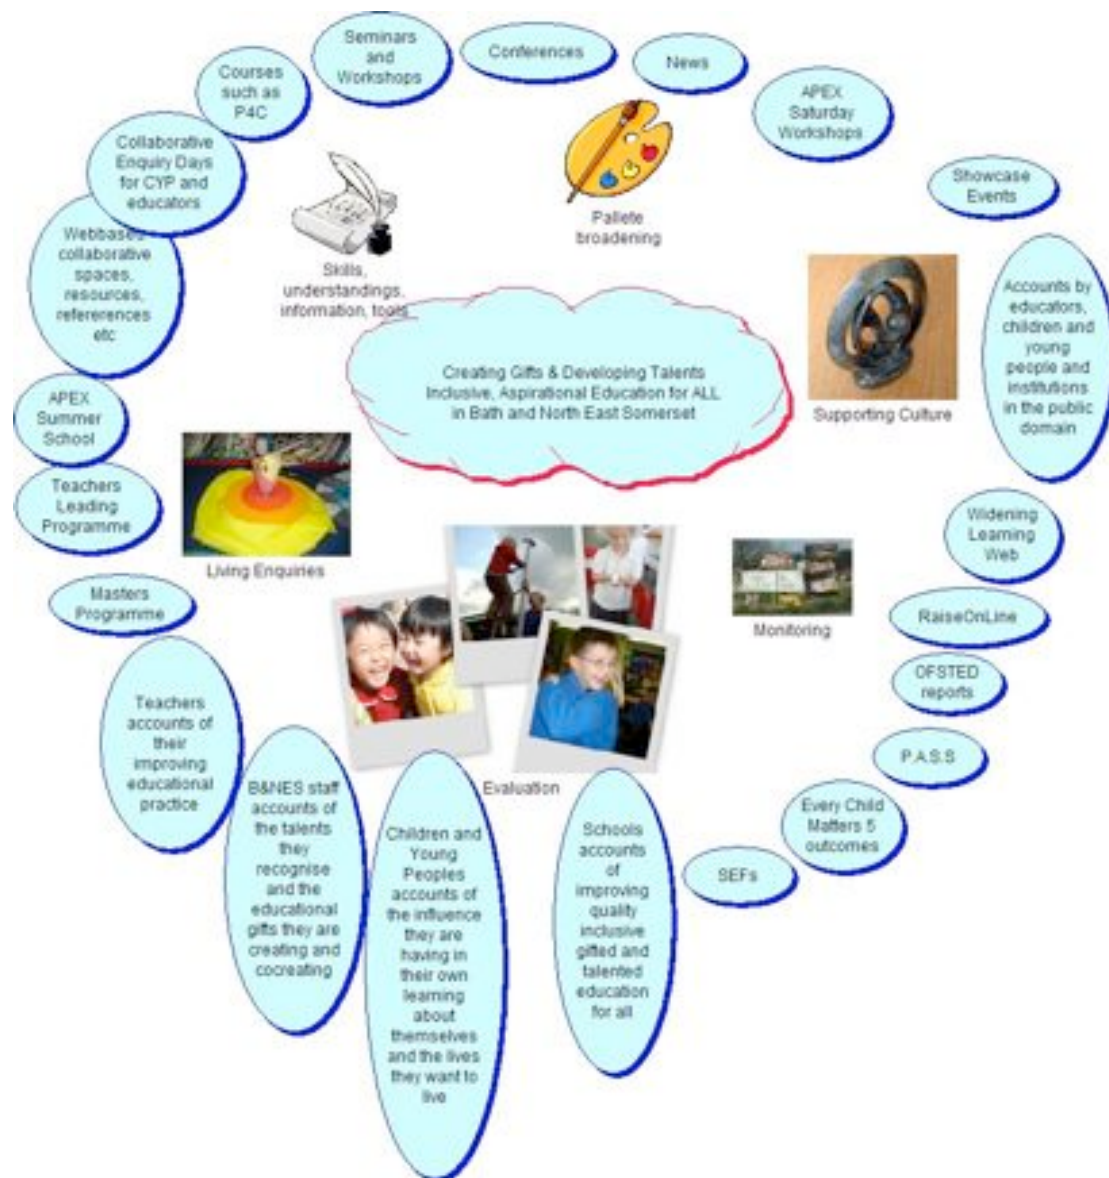 Seminars
and
Workshops
Conferences
News
APEX
Saturday
Workshops
Showcase
Events
Accounts by
educators,
children and
young
people and
institutions
in the public
domain
Widening
Learning
Web
RaiseOnLine
OFSTED
reports
P.A.S.S
Every Child
Matters 5
outcomes
SEFs
Schools
accounts
of
improving
quality
inclusive
gifted and
talented
education
for all
Children and
Young
Peoples
accounts of
the influence
they are
having in
their own
learning
about
themselves
and the lives
they want to
live
B&NES staff
accounts of
the talents
they
recognise
and the
educational
gifts they are
creating and
cocreating
Teachers
accounts of
their
improving
educational
practice
Masters
Programme
Teachers
Leading
Programme
APEX
Summer
School
Webbased
collaborative
spaces,
resources,
refererences
etc
Collaborative
Enquiry Days
for CYP and
educators
Courses
such as
P4C
Skills,
understandings,
information, tools
Pallete
broadening
Supporting Culture
Creating Gifts & Developing Talents
Inclusive, Aspirational Education for ALL
in Bath and North East Somerset
Living Enquiries
Monitoring
Evaluation